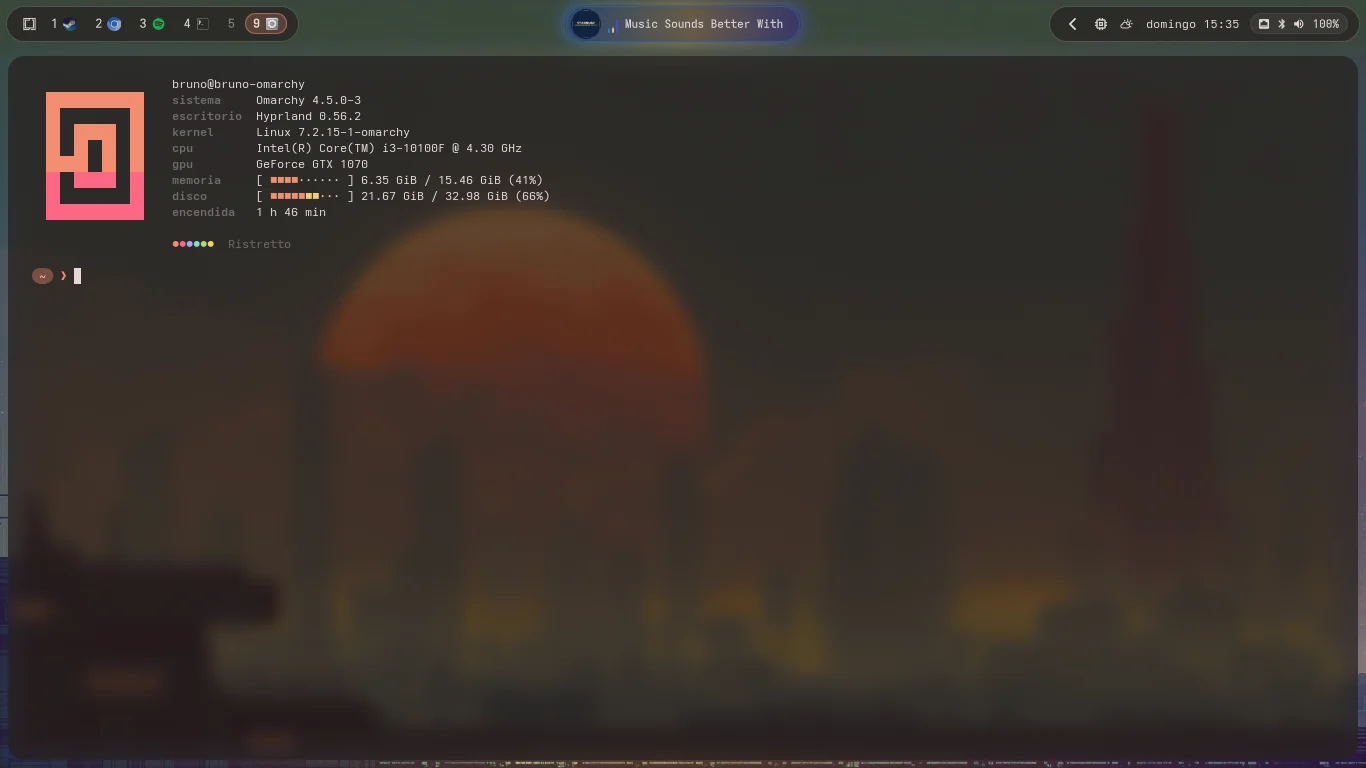 1 2 3 4 5 9
Music Sounds Better With
domingo 15:35 100%
bruno@bruno-omarchy
sistema Omarchy 4.5.0-3
escritorio Hyprland 0.56.2
kernel Linux 7.2.15-1-omarchy
cpu Intel(R) Core(TM) i3-10100F @ 4.30 GHz
gpu GeForce GTX 1070
memoria [ ■■■■······ ] 6.35 GiB / 15.46 GiB (41%)
disco [ ■■■■■■■··· ] 21.67 GiB / 32.98 GiB (66%)
encendida 1 h 46 min
●●●●●● Ristretto
~ ❯